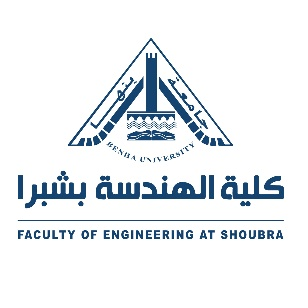 جامعة بنها
BENHA UNIVERSITY
كلية الهندسة بشبرا
FACULTY OF ENGINEERING AT SHOUBRA